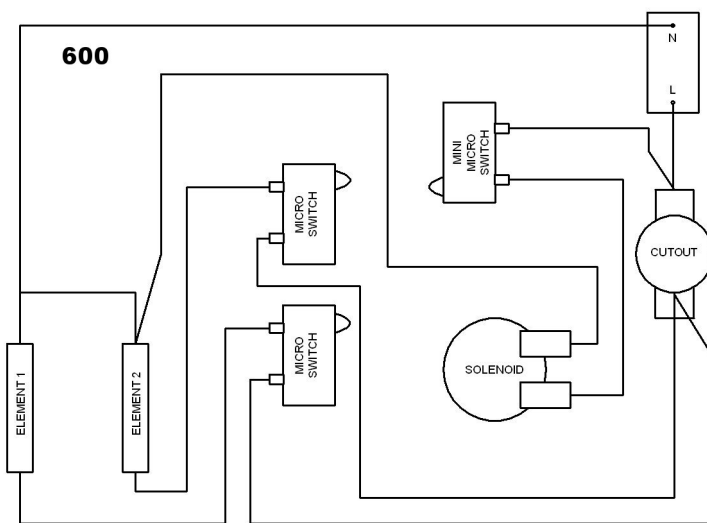 600
N
L
MINI
MICRO
SWITCH
MICRO
SWITCH
CUTOUT
MICRO
SWITCH
SOLENOID
ELEMENT 1
ELEMENT 2